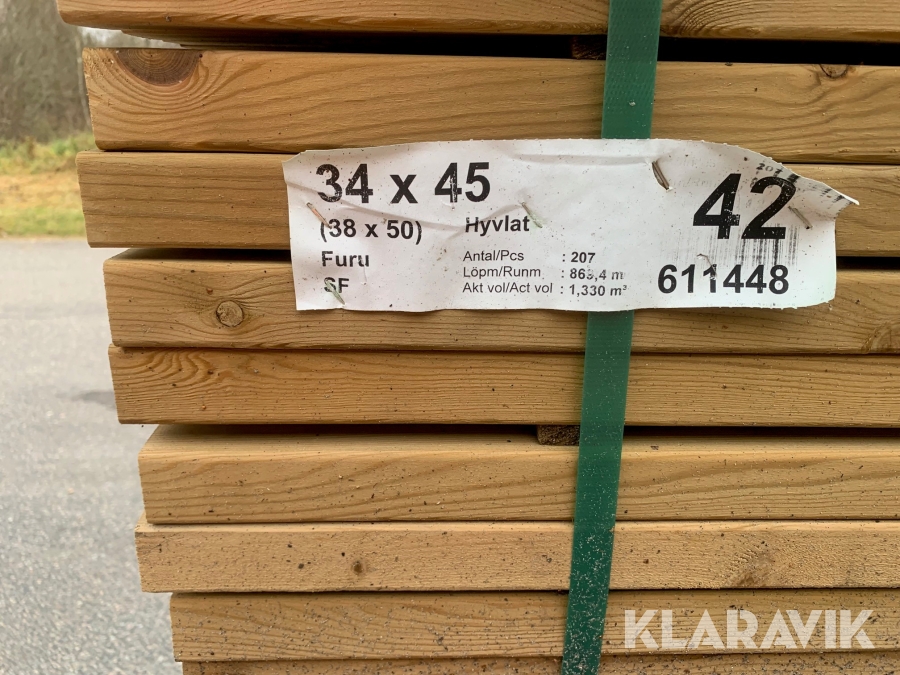 34 x 45
42
(38 x 50)
Hyvlat
Furu
SF
Antal/Pcs : 207
Löpm/Runm : 869,4 m
Akt vol/Act vol : 1,330 m³
611448
KLARAVIK